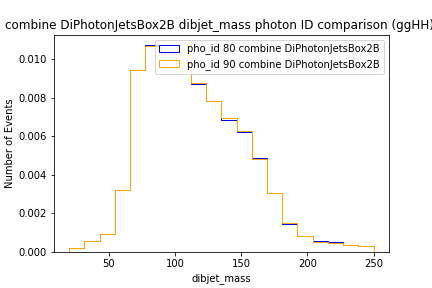 combine DiPhotonJetsBox2B dibjet_mass photon ID comparison (ggHH)
pho_id 80 combine DiPhotonJetsBox2B
pho_id 90 combine DiPhotonJetsBox2B
Number of Events
0.010
0.008
0.006
0.004
0.002
0.000
50
100
150
200
250
dibjet_mass